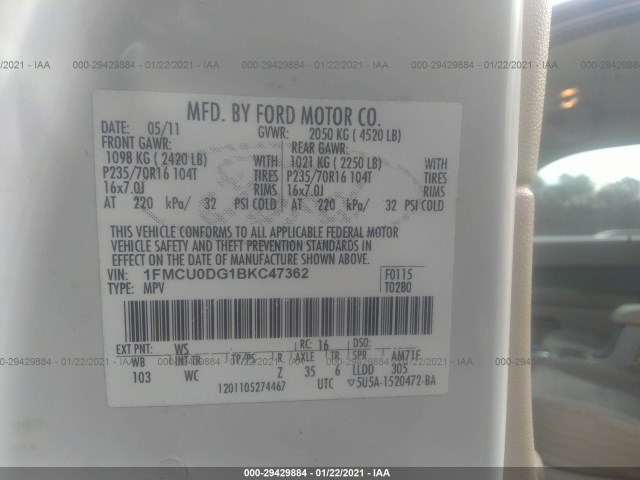 000-29429884 - 01/22/2021 - IAA
MFD. BY FORD MOTOR CO.
DATE: 05/11 GVWR: 2050 KG ( 4520 LB)
FRONT GAWR: REAR GAWR:
1098 KG ( 2420 LB) WITH 1021 KG ( 2250 LB) WITH
P235/70R16 104T TIRES P235/70R16 104T TIRES
16x7.0J RIMS 16x7.0J RIMS
AT 220 kPa/ 32 PSI COLD AT 220 kPa/ 32 PSI COLD
THIS VEHICLE CONFORMS TO ALL APPLICABLE FEDERAL MOTOR
VEHICLE SAFETY AND THEFT PREVENTION STANDARDS IN
EFFECT ON THE DATE OF MANUFACTURE SHOWN ABOVE.
VIN: 1FMCU0DG1BKC47362 F0115
TYPE: MPV T0280
EXT PNT: WS RC: 16 DSO:
WB INT TR TP/PS R AXLE TR SPR AM71F
103 WC Z 35 6 LLDD 305
1201105274467 UTC ▽5U5A-1520472-BA
000-29429884 - 01/22/2021 - IAA